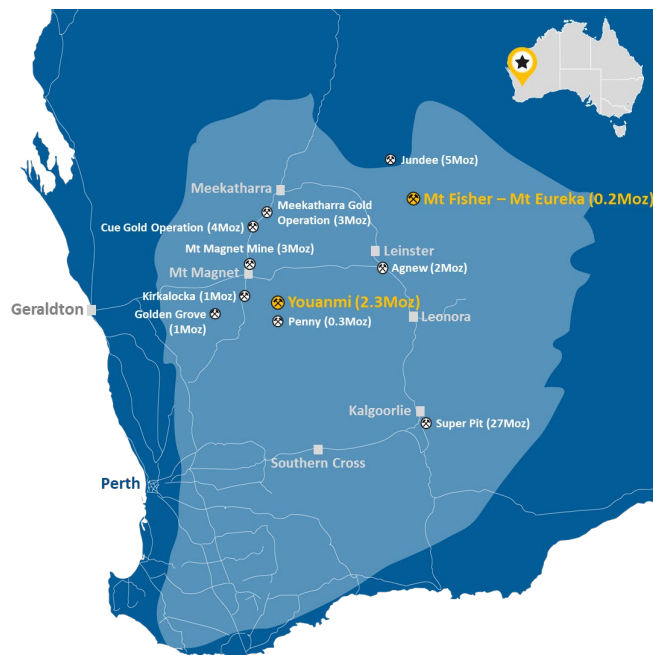 Jundee (5Moz)
Meekatharra
Mt Fisher – Mt Eureka (0.2Moz)
Meekatharra Gold
Operation (3Moz)
Cue Gold Operation (4Moz)
Mt Magnet Mine (3Moz)
Leinster
Mt Magnet
Agnew (2Moz)
Kirkalocka (1Moz)
Youanmi (2.3Moz)
Geraldton
Golden Grove
(1Moz)
Penny (0.3Moz)
Leonora
Kalgoorlie
Super Pit (27Moz)
Southern Cross
Perth